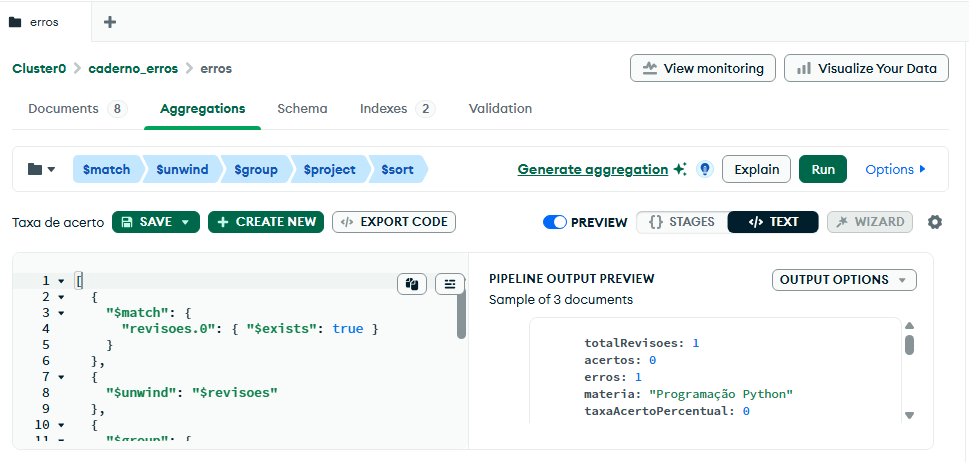 erros
Cluster0 > caderno_erros > erros
View monitoring
Visualize Your Data
Documents 8
Aggregations
Schema
Indexes 2
Validation
$match $unwind $group $project $sort
Generate aggregation
Explain
Run
Options
Taxa de acerto
SAVE
+ CREATE NEW
</> EXPORT CODE
PREVIEW
{} STAGES
</> TEXT
WIZARD
1 [
2 {
3 "$match": {
4 "revisoes.0": { "$exists": true }
5 }
6 },
7 {
8 "$unwind": "$revisoes"
9 },
10 {
11 "$group": {
PIPELINE OUTPUT PREVIEW
Sample of 3 documents
OUTPUT OPTIONS
totalRevisoes: 1
acertos: 0
erros: 1
materia: "Programação Python"
taxaAcertoPercentual: 0